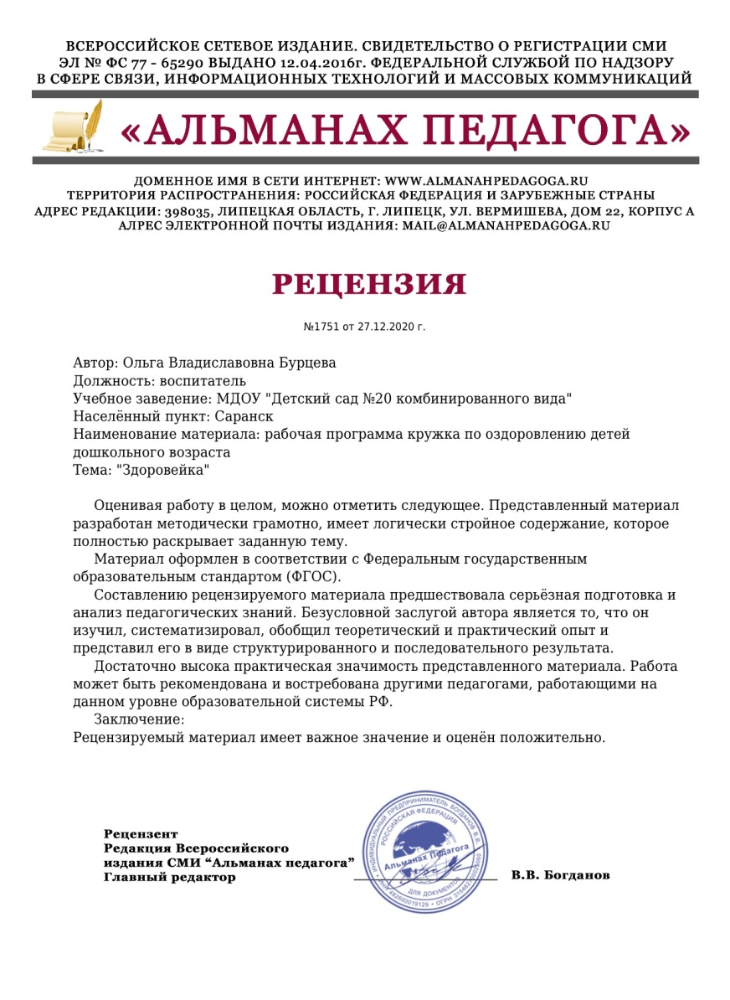 ВСЕРОССИЙСКОЕ СЕТЕВОЕ ИЗДАНИЕ. СВИДЕТЕЛЬСТВО О РЕГИСТРАЦИИ СМИ
ЭЛ № ФС 77 - 65290 ВЫДАНО 12.04.2016г. ФЕДЕРАЛЬНОЙ СЛУЖБОЙ ПО НАДЗОРУ
В СФЕРЕ СВЯЗИ, ИНФОРМАЦИОННЫХ ТЕХНОЛОГИЙ И МАССОВЫХ КОММУНИКАЦИЙ
«АЛЬМАНАХ ПЕДАГОГА»
ДОМЕННОЕ ИМЯ В СЕТИ ИНТЕРНЕТ: WWW.ALMANAHPEDAGOGA.RU
ТЕРРИТОРИЯ РАСПРОСТРАНЕНИЯ: РОССИЙСКАЯ ФЕДЕРАЦИЯ И ЗАРУБЕЖНЫЕ СТРАНЫ
АДРЕС РЕДАКЦИИ: 398035, ЛИПЕЦКАЯ ОБЛАСТЬ, Г. ЛИПЕЦК, УЛ. ВЕРМИШЕВА, ДОМ 22, КОРПУС А
АЛРЕС ЭЛЕКТРОННОЙ ПОЧТЫ ИЗДАНИЯ: MAIL@ALMANAHPEDAGOGA.RU
РЕЦЕНЗИЯ
№1751 от 27.12.2020 г.
Автор: Ольга Владиславовна Бурцева
Должность: воспитатель
Учебное заведение: МДОУ "Детский сад №20 комбинированного вида"
Населённый пункт: Саранск
Наименование материала: рабочая программа кружка по оздоровлению детей
дошкольного возраста
Тема: "Здоровейка"
Оценивая работу в целом, можно отметить следующее. Представленный материал
разработан методически грамотно, имеет логически стройное содержание, которое
полностью раскрывает заданную тему.
Материал оформлен в соответствии с Федеральным государственным
образовательным стандартом (ФГОС).
Составлению рецензируемого материала предшествовала серьёзная подготовка и
анализ педагогических знаний. Безусловной заслугой автора является то, что он
изучил, систематизировал, обобщил теоретический и практический опыт и
представил его в виде структурированного и последовательного результата.
Достаточно высока практическая значимость представленного материала. Работа
может быть рекомендована и востребована другими педагогами, работающими на
данном уровне образовательной системы РФ.
Заключение:
Рецензируемый материал имеет важное значение и оценён положительно.
Рецензент
Редакция Всероссийского
издания СМИ “Альманах педагога”
Главный редактор
ИНДИВИДУАЛЬНЫЙ ПРЕДПРИНИМАТЕЛЬ БОГДАНОВ В.В.
РОССИЙСКАЯ ФЕДЕРАЦИЯ
Альманах Педагога
ДЛЯ ДОКУМЕНТОВ
ИНН 482600019129 • ОГРН
В.В. Богданов